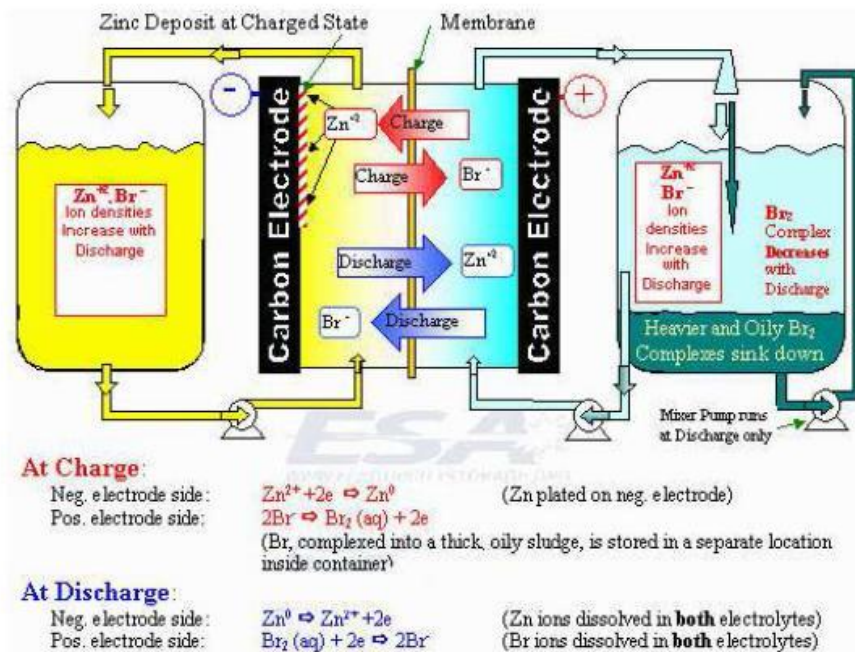 Zinc Deposit at Charged State
Membrane
-
+
Carbon Electrode
Carbon Electrodc
Zn+2
Charge
Charge
Br -
Discharge
Zn+2
Br -
Discharge
Zn+2, Br -
Ion densities
Increase with
Discharge
Zn+2
Br -
Ion
densities
Increase
with
Discharge
Br2
Complex
Decreases
with
Discharge
Heavier and Oily Br2
Complexes sink down
Mixer Pump runs
at Discharge only
ESA
At Charge:
Neg. electrode side: Zn2+ +2e ⇨ Zn0 (Zn plated on neg. electrode)
Pos. electrode side: 2Br- ⇨ Br2 (aq) + 2e
(Br, complexed into a thick, oily sludge, is stored in a separate location
inside container)
At Discharge:
Neg. electrode side: Zn0 ⇨ Zn2+ +2e (Zn ions dissolved in both electrolytes)
Pos. electrode side: Br2 (aq) + 2e ⇨ 2Br- (Br ions dissolved in both electrolytes)